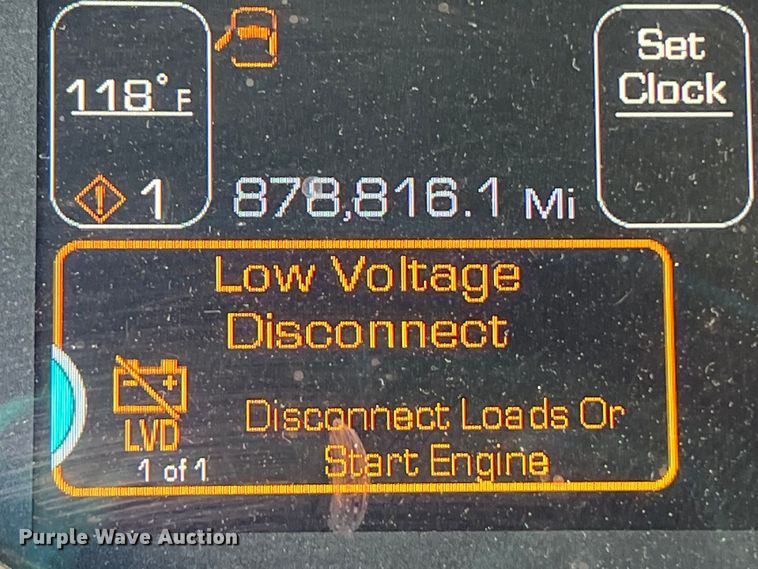 118°F
Set
Clock
1
878,816.1 Mi
Low Voltage
Disconnect
LVD
1 of 1
Disconnect Loads Or
Start Engine
Purple Wave Auction